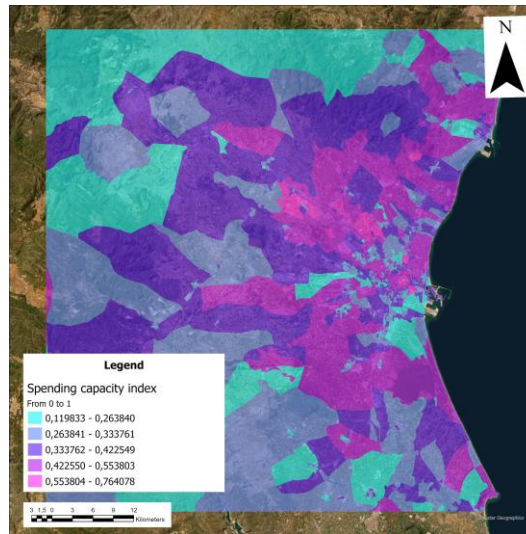 N
Legend
Spending capacity index
From 0 to 1
0,119833 - 0,263840
0,263841 - 0,333761
0,333762 - 0,422549
0,422550 - 0,553803
0,553804 - 0,764078
3 1,5 0 3 6 9 12
Kilometers
Geographics